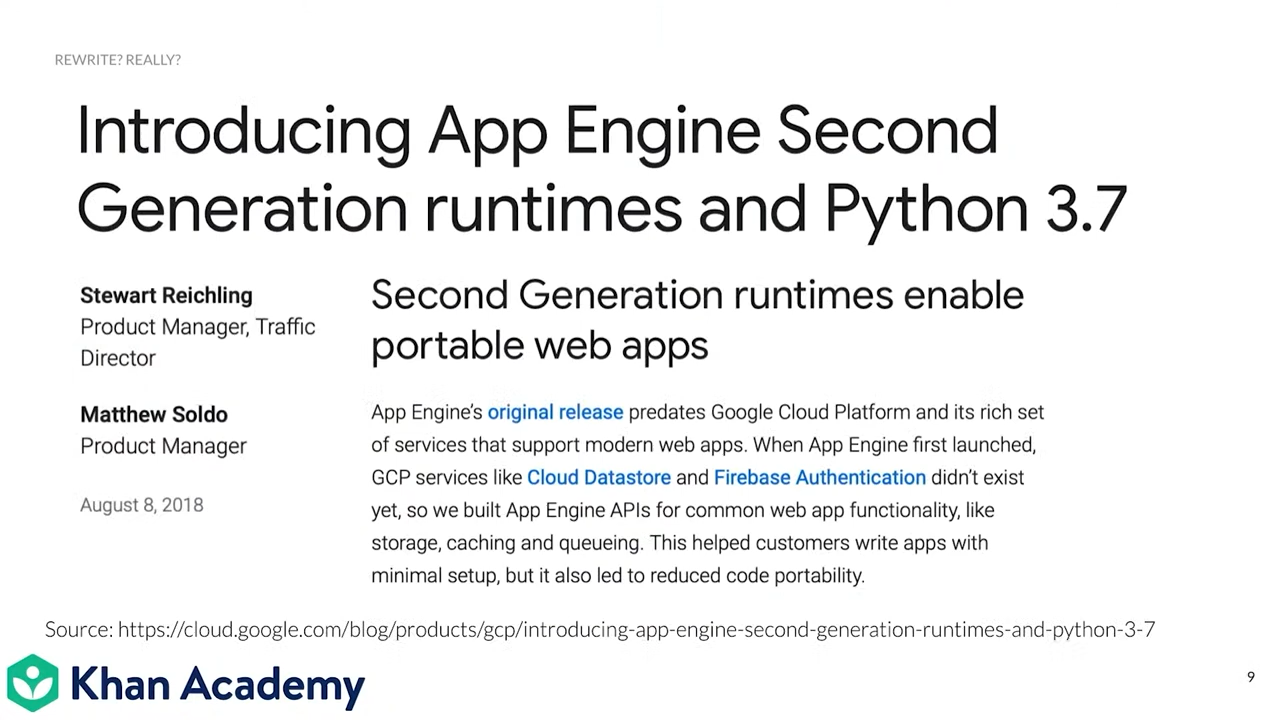 REWRITE? REALLY?
Introducing App Engine Second
Generation runtimes and Python 3.7
Stewart Reichling
Product Manager, Traffic
Director
Matthew Soldo
Product Manager
August 8, 2018
Second Generation runtimes enable
portable web apps
App Engine’s original release predates Google Cloud Platform and its rich set
of services that support modern web apps. When App Engine first launched,
GCP services like Cloud Datastore and Firebase Authentication didn’t exist
yet, so we built App Engine APIs for common web app functionality, like
storage, caching and queueing. This helped customers write apps with
minimal setup, but it also led to reduced code portability.
Source: https://cloud.google.com/blog/products/gcp/introducing-app-engine-second-generation-runtimes-and-python-3-7
Khan Academy
9